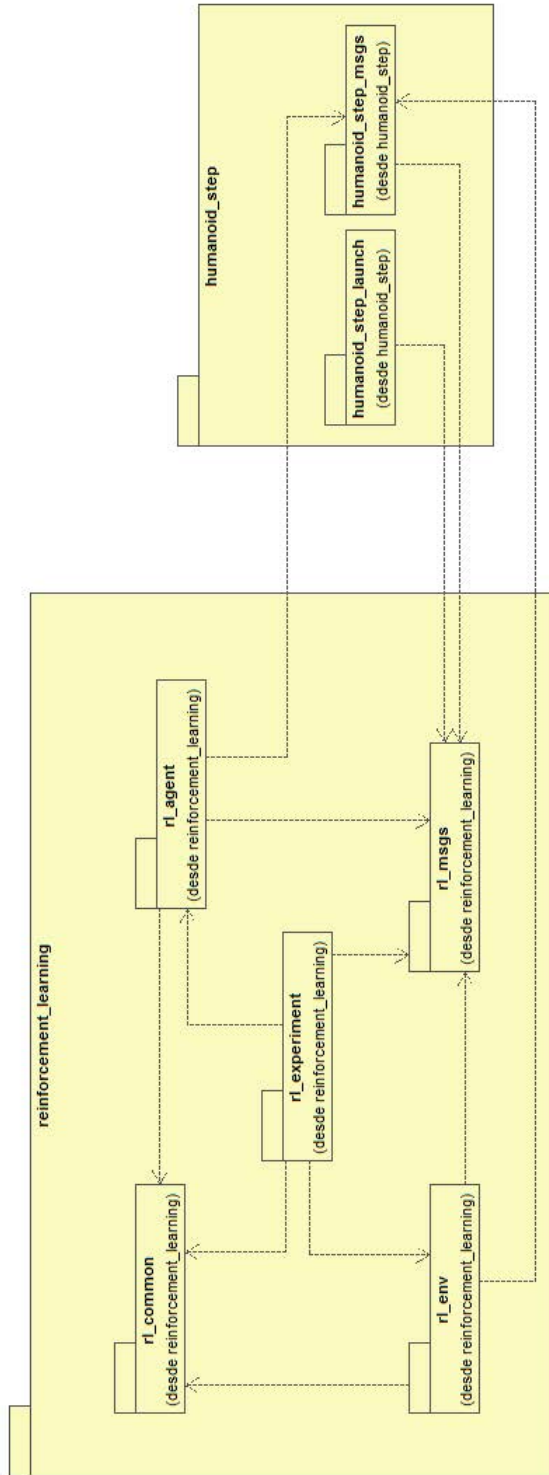 reinforcement_learning
rl_common
(desde reinforcement_learning)
rl_agent
(desde reinforcement_learning)
rl_experiment
(desde reinforcement_learning)
rl_env
(desde reinforcement_learning)
rl_msgs
(desde reinforcement_learning)
humanoid_step
humanoid_step_launch
(desde humanoid_step)
humanoid_step_msgs
(desde humanoid_step)